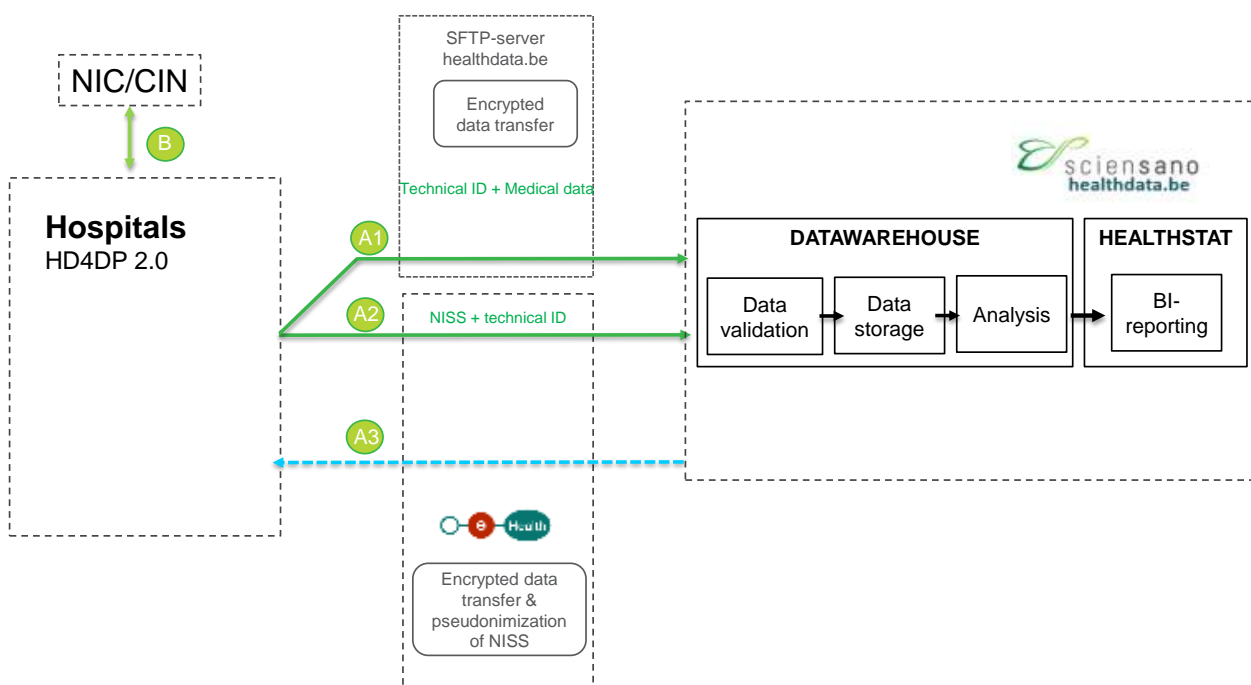 SFTP-server
healthdata.be
Encrypted
data transfer
Technical ID + Medical data
NIC/CIN
B
Hospitals
HD4DP 2.0
A1
A2
NISS + technical ID
A3
e
Health
Encrypted data
transfer &
pseudonimization
of NISS
sciensano
healthdata.be
DATAWAREHOUSE
Data
validation
Data
storage
Analysis
HEALTHSTAT
BI-
reporting